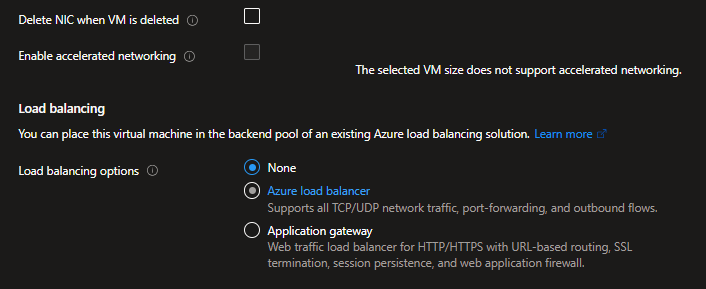 Delete NIC when VM is deleted
Enable accelerated networking
The selected VM size does not support accelerated networking.
Load balancing
You can place this virtual machine in the backend pool of an existing Azure load balancing solution. Learn more
Load balancing options
None
Azure load balancer
Supports all TCP/UDP network traffic, port-forwarding, and outbound flows.
Application gateway
Web traffic load balancer for HTTP/HTTPS with URL-based routing, SSL
termination, session persistence, and web application firewall.